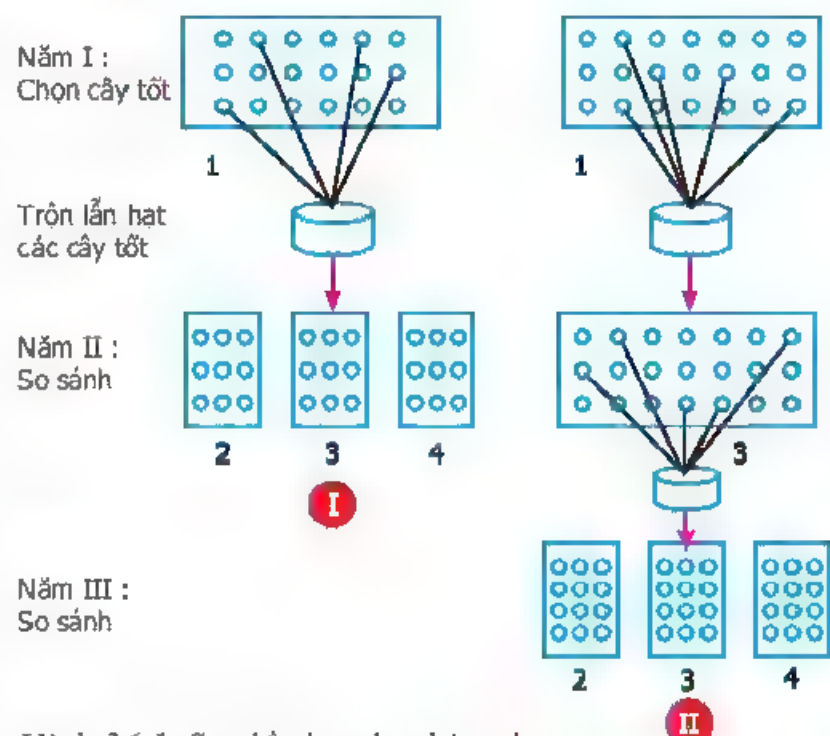 Năm I :
Chọn cây tốt
1
1
Trộn lẫn hạt
các cây tốt
Năm II :
So sánh
2
3
4
3
I
Năm III :
So sánh
2
3
4
II